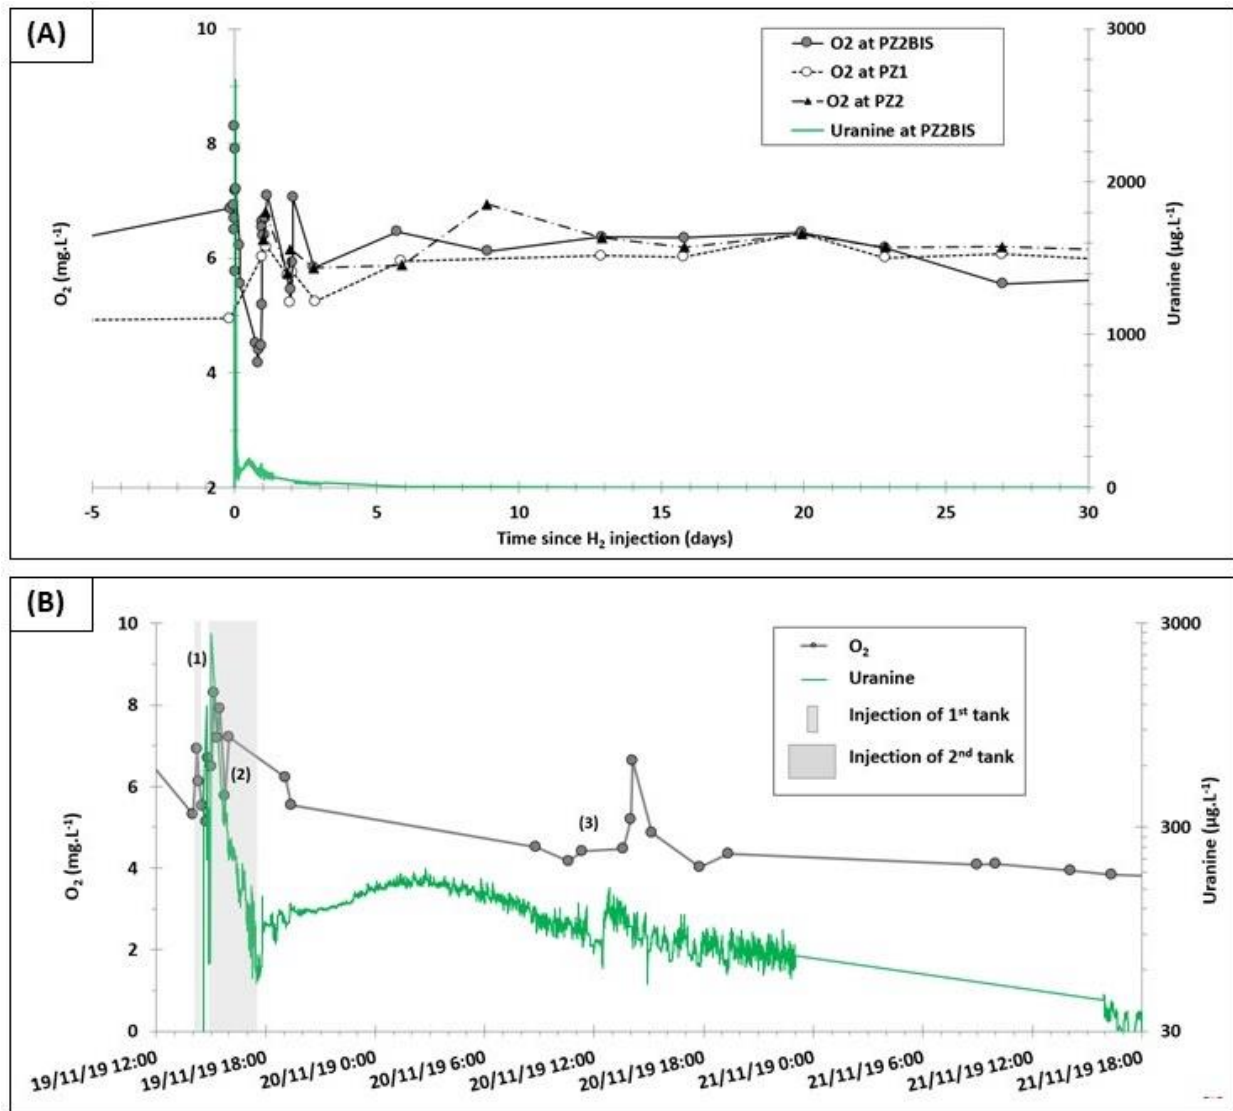 (A)
10
8
6
4
2
O₂ (mg.L⁻¹)
-5
0
5
10
15
20
25
30
Time since H₂ injection (days)
3000
2000
1000
0
Uranine (µg.L⁻¹)
O2 at PZ2BIS
O2 at PZ1
O2 at PZ2
Uranine at PZ2BIS
(B)
10
8
6
4
2
0
O₂ (mg.L⁻¹)
(1)
(2)
(3)
O₂
Uranine
Injection of 1ˢᵗ tank
Injection of 2ⁿᵈ tank
3000
300
30
Uranine (µg.L⁻¹)
19/11/19 12:00
19/11/19 18:00
20/11/19 0:00
20/11/19 6:00
20/11/19 12:00
20/11/19 18:00
21/11/19 0:00
21/11/19 6:00
21/11/19 12:00
21/11/19 18:00